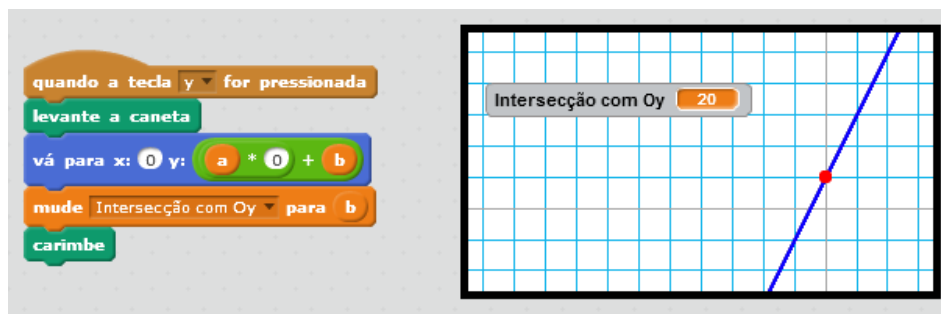 quando a tecla y for pressionada
levante a caneta
vá para x: 0 y: a * 0 + b
mude Intersecção com Oy para b
carimbe
Intersecção com Oy 20